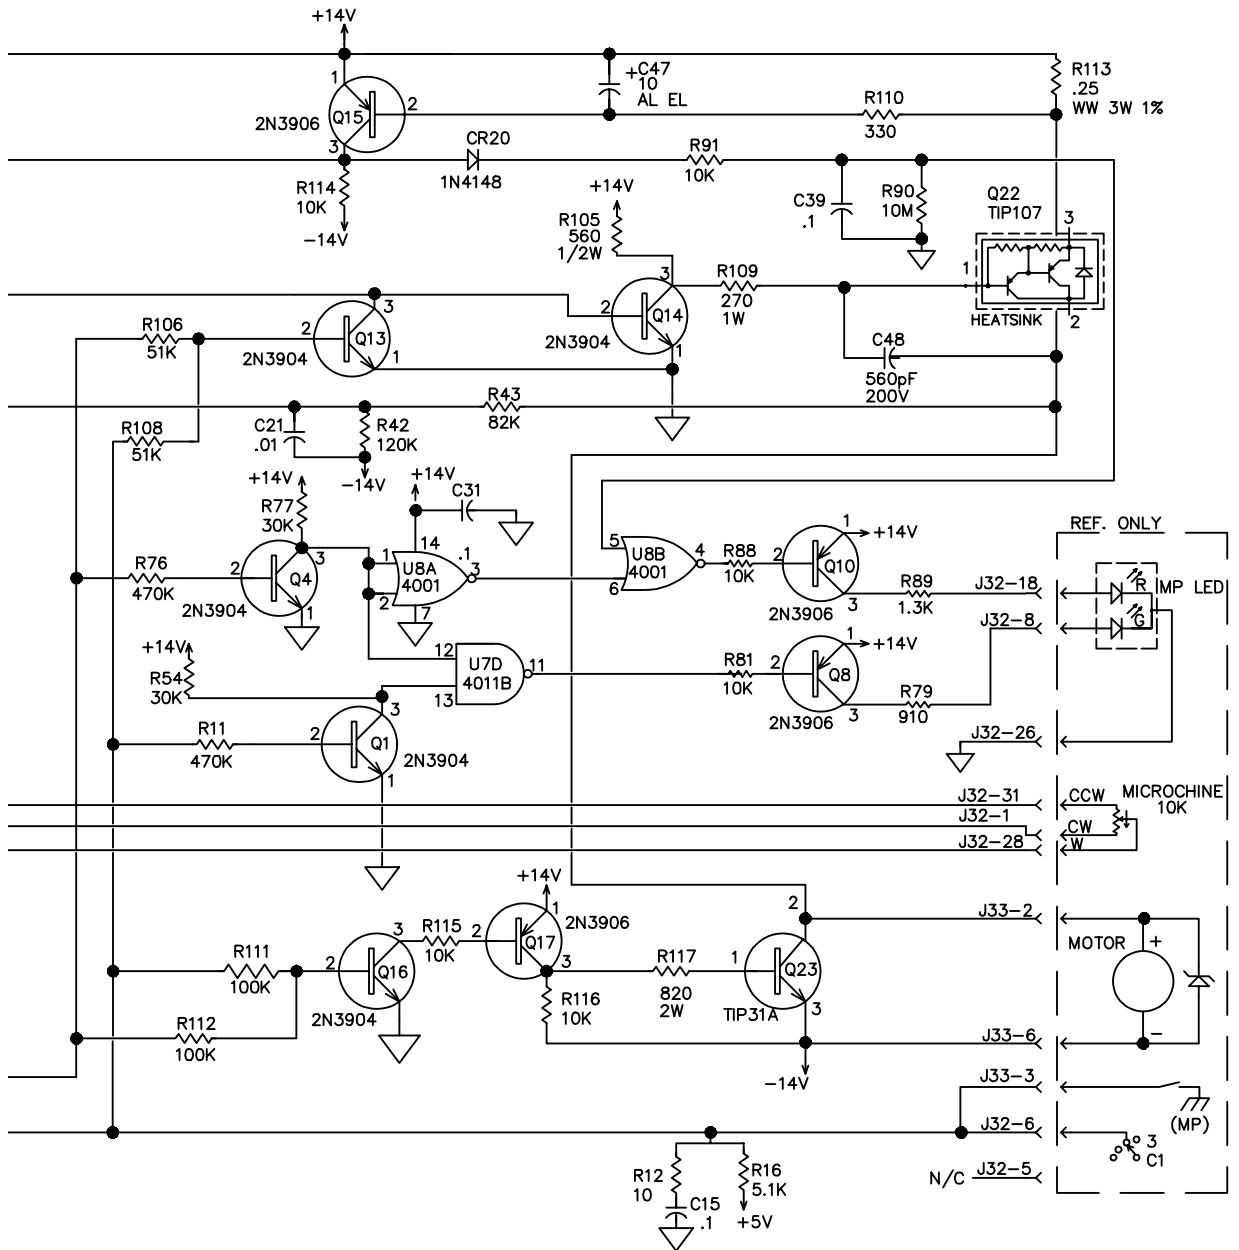 +14V
1
Q15
2
2N3906
3
+C47
10
AL EL
R110
330
R113
.25
WW 3W 1%
CR20
1N4148
R91
10K
R114
10K
-14V
+14V
R105
560
1/2W
C39
.1
R90
10M
Q22
TIP107
3
1
2
HEATSINK
R106
51K
2
3
Q13
1
2N3904
2
3
Q14
1
2N3904
R109
270
1W
C48
560pF
200V
R108
51K
C21
.01
R42
120K
-14V
R43
82K
+14V
R77
30K
+14V
C31
.1
R76
470K
2
3
Q4
1
2N3904
14
1
2
U8A
4001
3
7
5
6
U8B
4001
4
R88
10K
1
2
Q10
3
+14V
2N3906
R89
1.3K
REF. ONLY
J32-18
R
MP LED
J32-8
G
+14V
R54
30K
12
13
U7D
4011B
11
R81
10K
1
2
Q8
3
+14V
2N3906
R79
910
R11
470K
2
3
Q1
1
2N3904
J32-26
J32-31
CCW
MICROCHINE
10K
J32-1
CW
J32-28
W
+14V
R115
10K
1
2
Q17
3
2N3906
2
J33-2
MOTOR
+
-
R111
100K
2
3
Q16
2N3904
R116
10K
R117
820
2W
1
Q23
3
TIP31A
R112
100K
J33-6
-14V
J33-3
(MP)
J32-6
3
C1
R12
10
R16
5.1K
C15
.1
+5V
N/C
J32-5